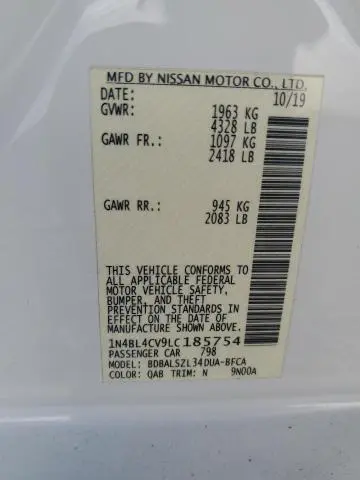 MFD BY NISSAN MOTOR CO., LTD.
DATE: 10/19
GVWR: 1963 KG
4328 LB
GAWR FR.: 1097 KG
2418 LB
GAWR RR.: 945 KG
2083 LB
THIS VEHICLE CONFORMS TO
ALL APPLICABLE FEDERAL
MOTOR VEHICLE SAFETY,
BUMPER, AND THEFT
PREVENTION STANDARDS
IN EFFECT ON THE DATE OF
MANUFACTURE SHOWN ABOVE.
1N4BL4CV9LC185754
PASSENGER CAR 798
MODEL: BDBALSZL34DUA-BFCA
COLOR: QAB TRIM: N 9N00A